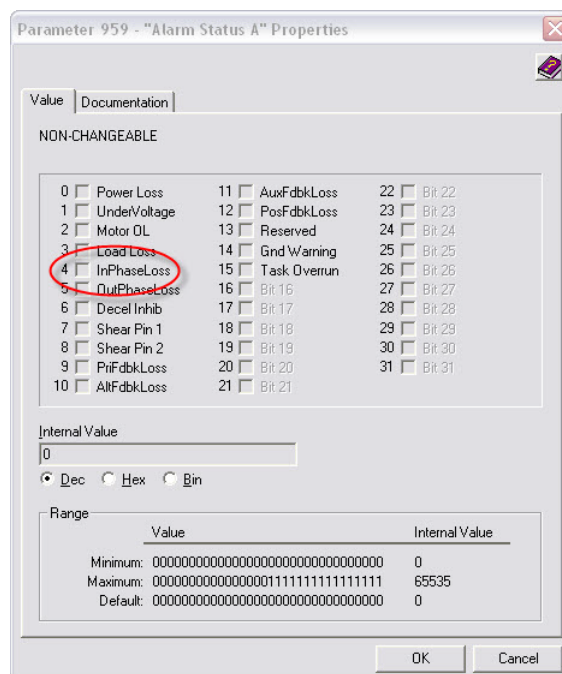 Parameter 959 - "Alarm Status A" Properties
Value Documentation
NON-CHANGEABLE
0 Power Loss 11 AuxFdbkLoss 22 Bit 22
1 UnderVoltage 12 PosFdbkLoss 23 Bit 23
2 Motor OL 13 Reserved 24 Bit 24
3 Load Loss 14 Gnd Warning 25 Bit 25
4 InPhaseLoss 15 Task Overrun 26 Bit 26
5 OutPhaseLoss 16 Bit 16 27 Bit 27
6 Decel Inhib 17 Bit 17 28 Bit 28
7 Shear Pin 1 18 Bit 18 29 Bit 29
8 Shear Pin 2 19 Bit 19 30 Bit 30
9 PriFdbkLoss 20 Bit 20 31 Bit 31
10 AltFdbkLoss 21 Bit 21
Internal Value
0
Dec Hex Bin
Range
Value Internal Value
Minimum: 00000000000000000000000000000000 0
Maximum: 00000000000000001111111111111111 65535
Default: 00000000000000000000000000000000 0
OK Cancel